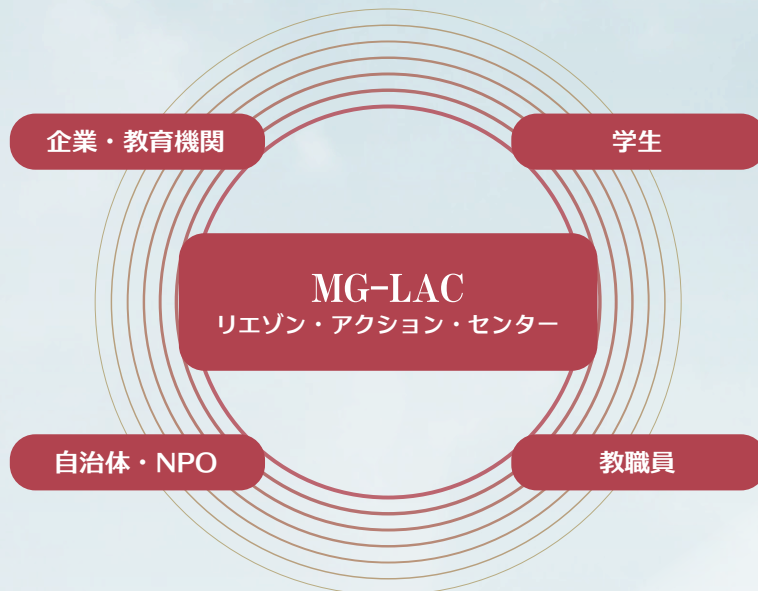 企業・教育機関
学生
MG-LAC
リエゾン・アクション・センター
自治体・NPO
教職員